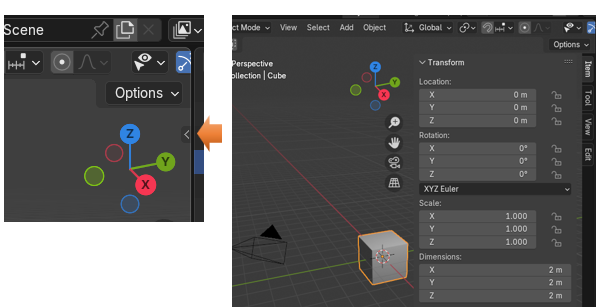 Scene
Options
Z
Y
X
ct Mode
View
Select
Add
Object
Global
Options
Perspective
ollection | Cube
Z
Y
X
Transform
Location:
X 0 m
Y 0 m
Z 0 m
Rotation:
X 0°
Y 0°
Z 0°
XYZ Euler
Scale:
X 1.000
Y 1.000
Z 1.000
Dimensions:
X 2 m
Y 2 m
Z 2 m
Item
Tool
View
Edit